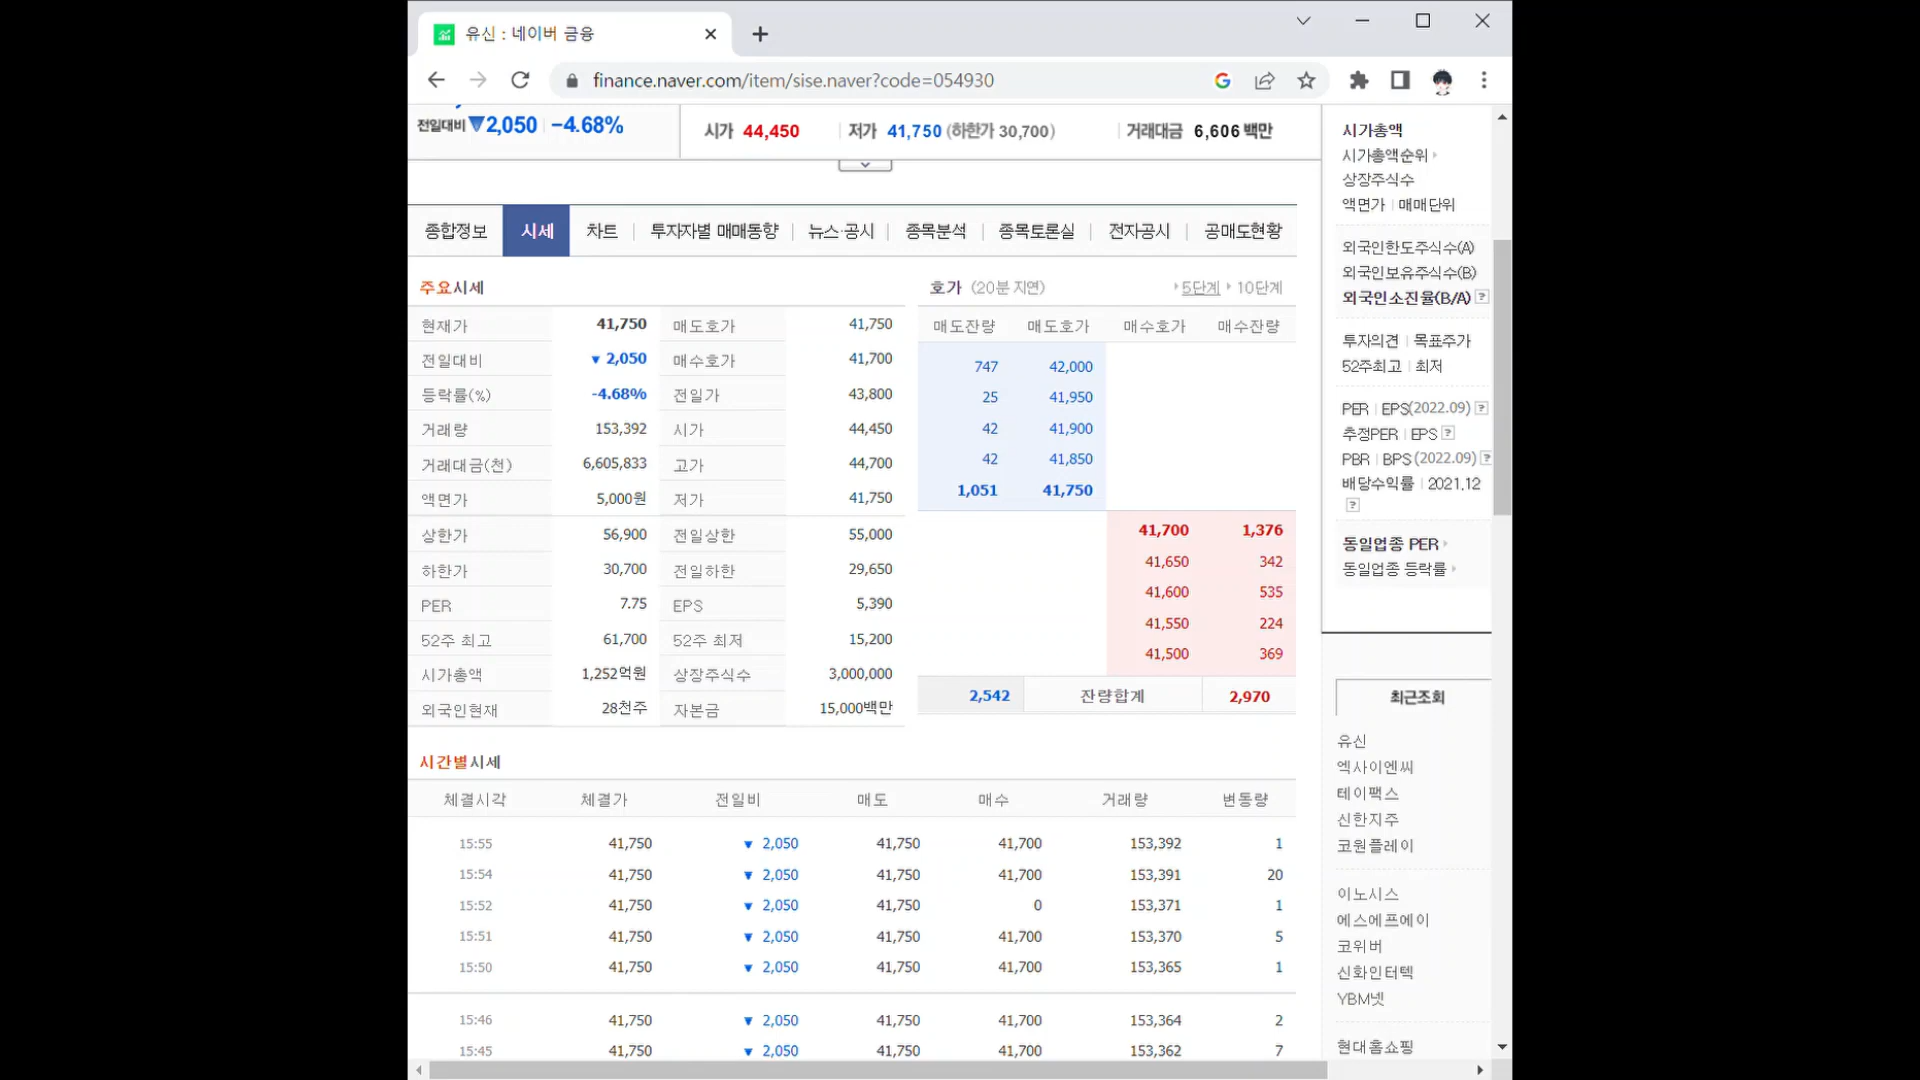 유신 : 네이버 금융
finance.naver.com/item/sise.naver?code=054930
전일대비 ▼2,050 −4.68% 시가 44,450 저가 41,750 (하한가 30,700) 거래대금 6,606 백만
종합정보 시세 차트 투자자별 매매동향 뉴스·공시 종목분석 종목토론실 전자공시 공매도현황
주요시세
현재가 41,750 매도호가 41,750
전일대비 ▼ 2,050 매수호가 41,700
등락률(%) -4.68% 전일가 43,800
거래량 153,392 시가 44,450
거래대금(천) 6,605,833 고가 44,700
액면가 5,000원 저가 41,750
상한가 56,900 전일상한 55,000
하한가 30,700 전일하한 29,650
PER 7.75 EPS 5,390
52주 최고 61,700 52주 최저 15,200
시가총액 1,252억원 상장주식수 3,000,000
외국인현재 28천주 자본금 15,000백만
호가 (20분 지연) 5단계 10단계
매도잔량 매도호가 매수호가 매수잔량
747 42,000
25 41,950
42 41,900
42 41,850
1,051 41,750
41,700 1,376
41,650 342
41,600 535
41,550 224
41,500 369
2,542 잔량합계 2,970
시간별시세
체결시각 체결가 전일비 매도 매수 거래량 변동량
15:55 41,750 ▼ 2,050 41,750 41,700 153,392 1
15:54 41,750 ▼ 2,050 41,750 41,700 153,391 20
15:52 41,750 ▼ 2,050 41,750 0 153,371 1
15:51 41,750 ▼ 2,050 41,750 41,700 153,370 5
15:50 41,750 ▼ 2,050 41,750 41,700 153,365 1
15:46 41,750 ▼ 2,050 41,750 41,700 153,364 2
15:45 41,750 ▼ 2,050 41,750 41,700 153,362 7
시가총액
시가총액순위
상장주식수
액면가 | 매매단위
외국인한도주식수(A)
외국인보유주식수(B)
외국인소진율(B/A) ?
투자의견 | 목표주가
52주최고 | 최저
PER | EPS(2022.09) ?
추정PER | EPS ?
PBR | BPS (2022.09) ?
배당수익률 | 2021.12
?
동일업종 PER
동일업종 등락률
최근조회
유신
엑사이엔씨
테이팩스
신한지주
코원플레이
이노시스
에스에프에이
코위버
신화인터텍
YBM넷
현대홈쇼핑